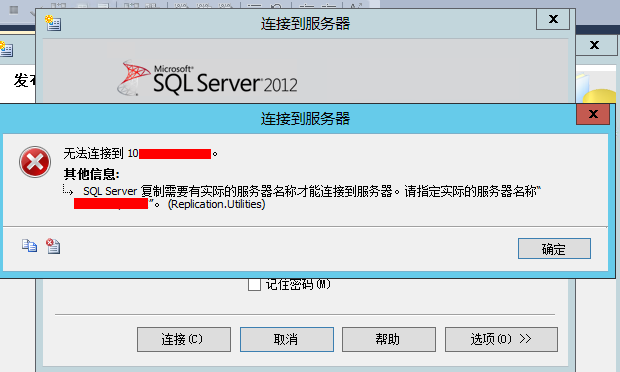 连接到服务器
x
x
发布
Microsoft®
SQL Server® 2012
连接到服务器
x
无法连接到 10 。
其他信息:
SQL Server 复制需要有实际的服务器名称才能连接到服务器。请指定实际的服务器名称“
”。 (Replication.Utilities)
确定
记住密码(M)
连接(C)
取消
帮助
选项(O) >>